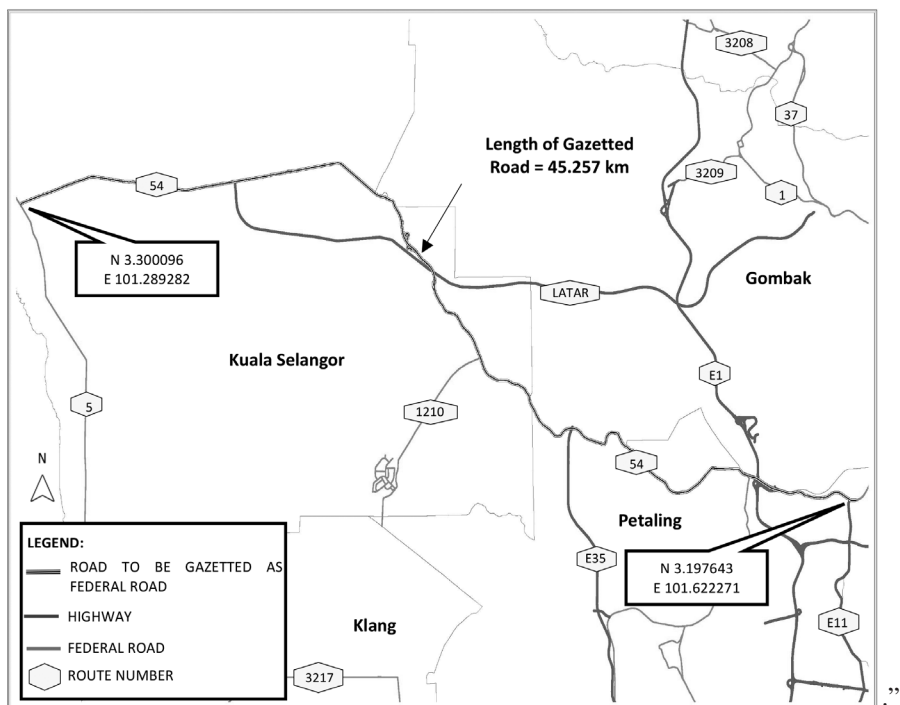 3208
37
Length of Gazetted
Road = 45.257 km
3209
54
1
N 3.300096
E 101.289282
Gombak
LATAR
Kuala Selangor
E1
5
1210
N
54
Petaling
LEGEND:
ROAD TO BE GAZETTED AS
FEDERAL ROAD
HIGHWAY
FEDERAL ROAD
ROUTE NUMBER
E35
N 3.197643
E 101.622271
Klang
E11
3217
.”